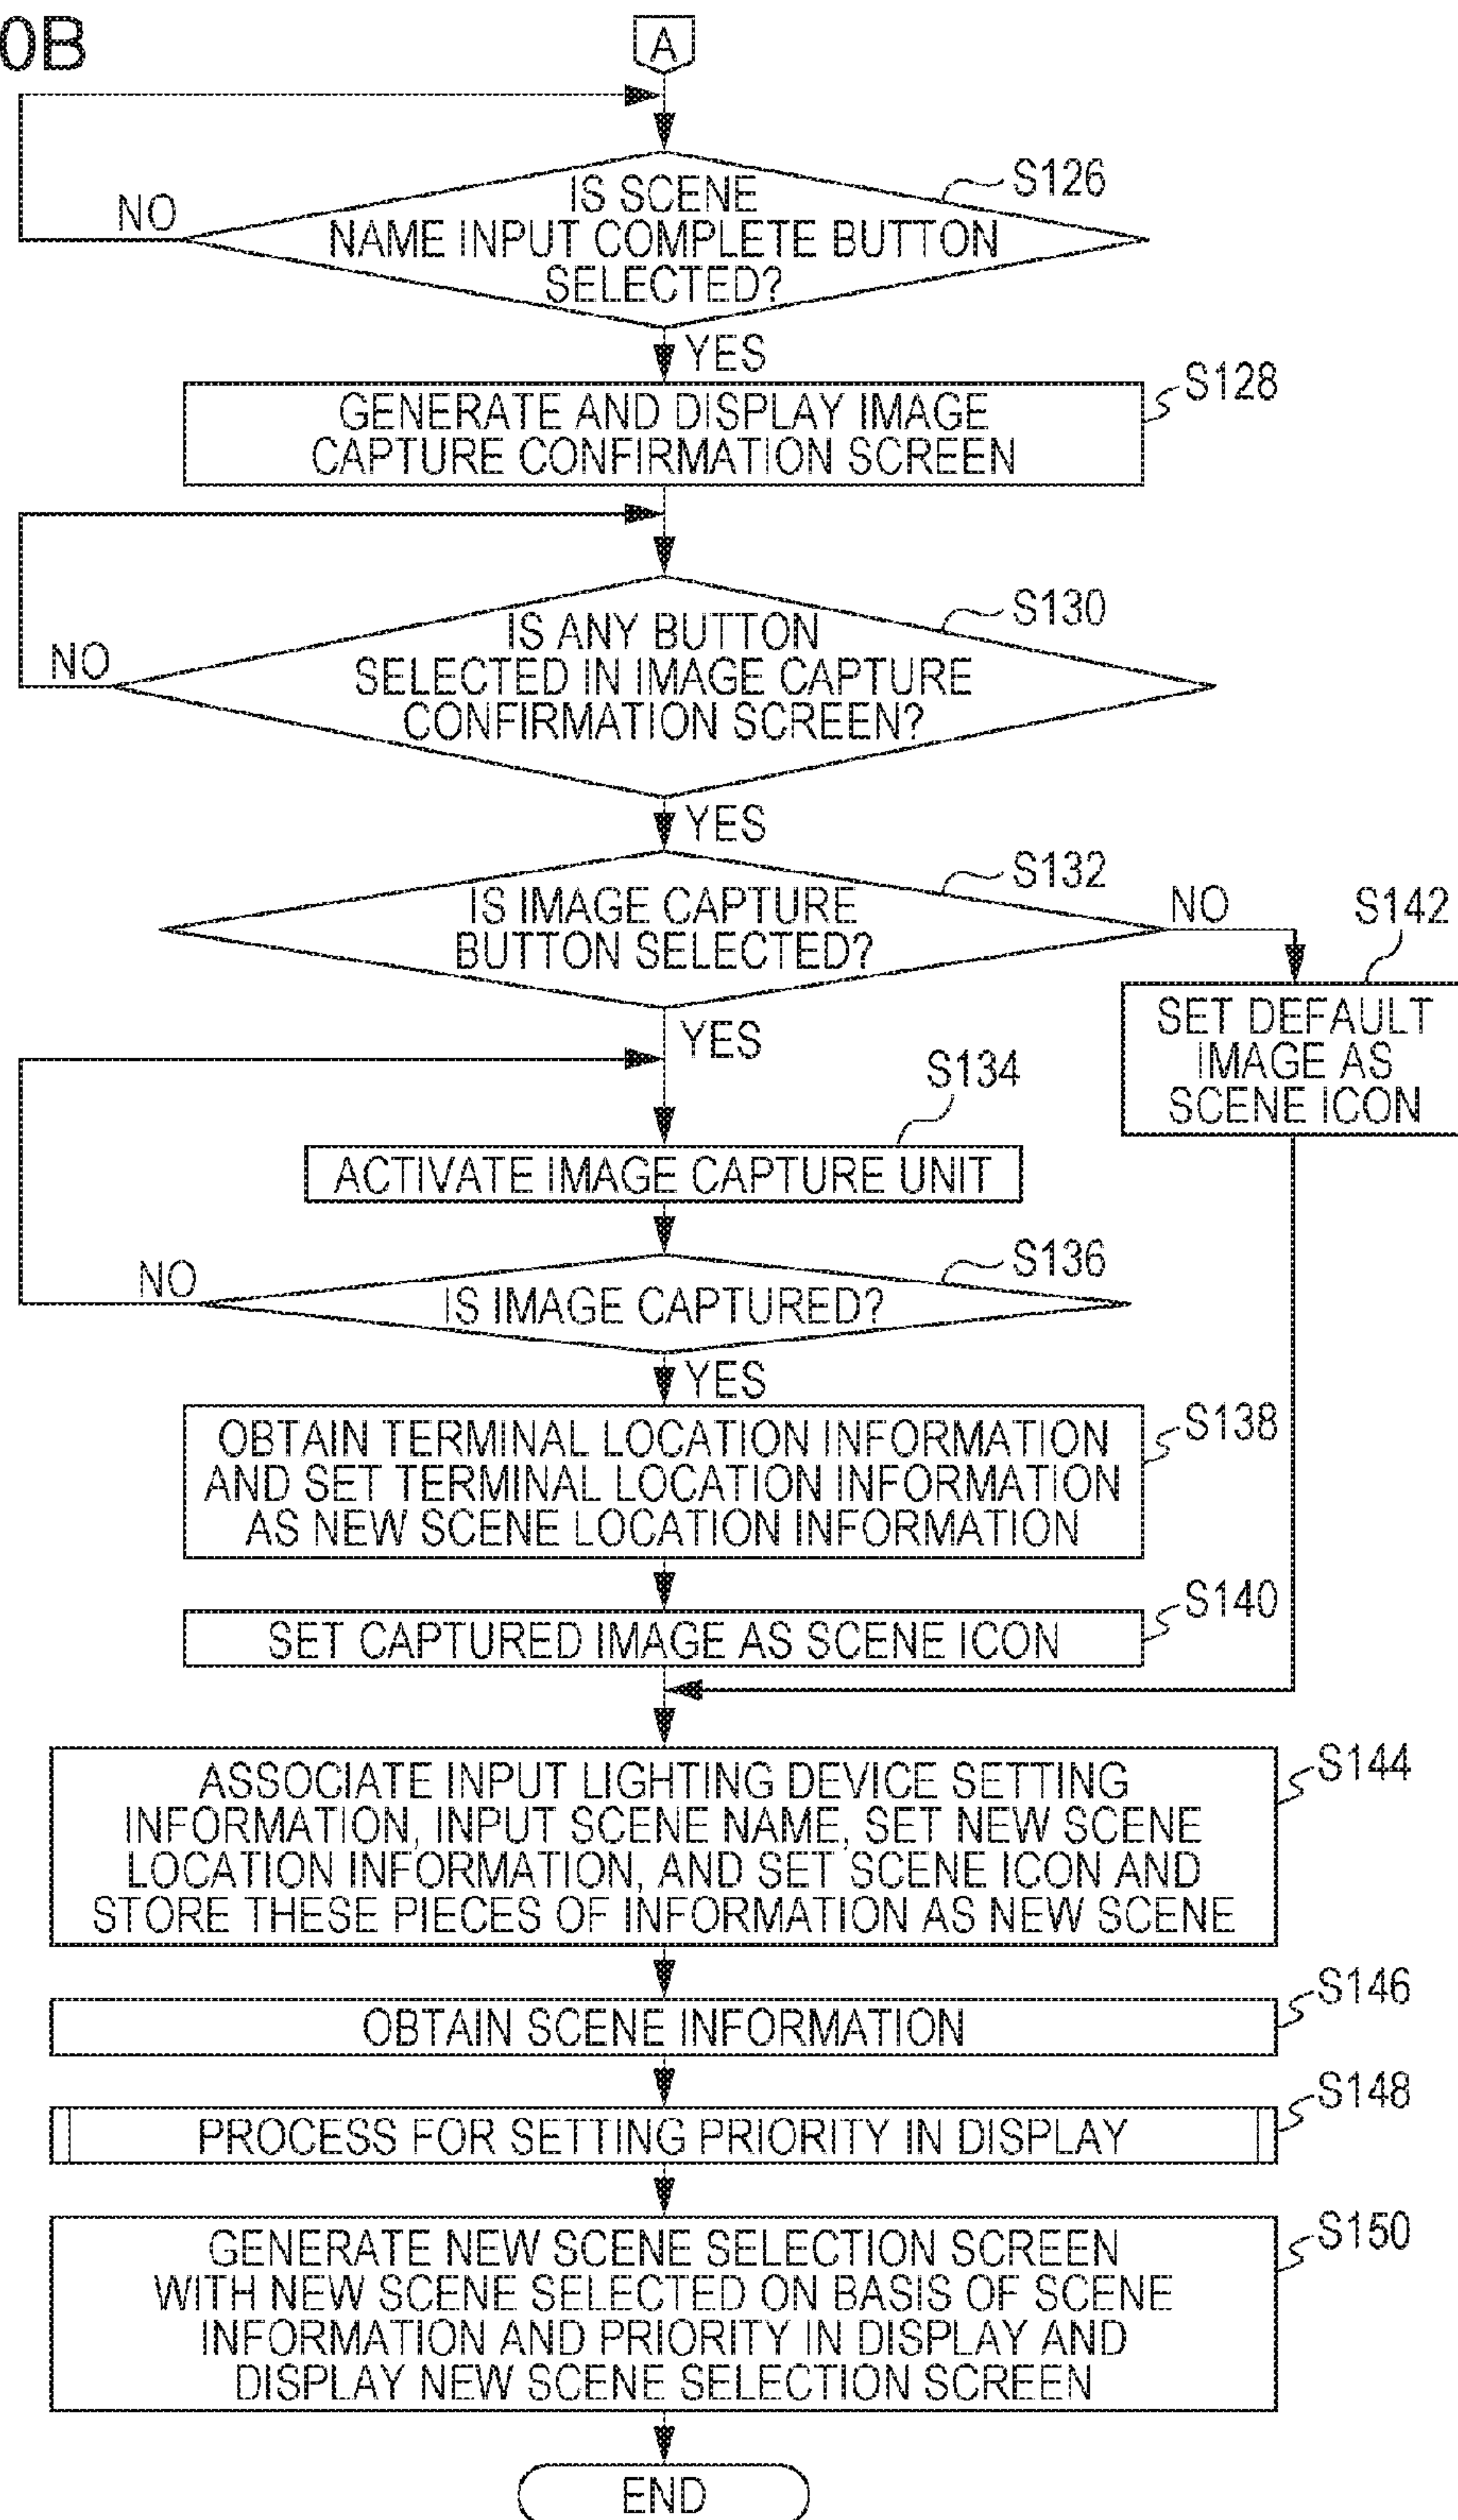 0B
A
IS SCENE
NAME INPUT COMPLETE BUTTON
SELECTED?
S126
NO
YES
GENERATE AND DISPLAY IMAGE
CAPTURE CONFIRMATION SCREEN
S128
IS ANY BUTTON
SELECTED IN IMAGE CAPTURE
CONFIRMATION SCREEN?
S130
NO
YES
IS IMAGE CAPTURE
BUTTON SELECTED?
S132
NO
S142
SET DEFAULT
IMAGE AS
SCENE ICON
YES
S134
ACTIVATE IMAGE CAPTURE UNIT
NO
IS IMAGE CAPTURED?
S136
YES
OBTAIN TERMINAL LOCATION INFORMATION
AND SET TERMINAL LOCATION INFORMATION
AS NEW SCENE LOCATION INFORMATION
S138
SET CAPTURED IMAGE AS SCENE ICON
S140
ASSOCIATE INPUT LIGHTING DEVICE SETTING
INFORMATION, INPUT SCENE NAME, SET NEW SCENE
LOCATION INFORMATION, AND SET SCENE ICON AND
STORE THESE PIECES OF INFORMATION AS NEW SCENE
S144
OBTAIN SCENE INFORMATION
S146
PROCESS FOR SETTING PRIORITY IN DISPLAY
S148
GENERATE NEW SCENE SELECTION SCREEN
WITH NEW SCENE SELECTED ON BASIS OF SCENE
INFORMATION AND PRIORITY IN DISPLAY AND
DISPLAY NEW SCENE SELECTION SCREEN
S150
END